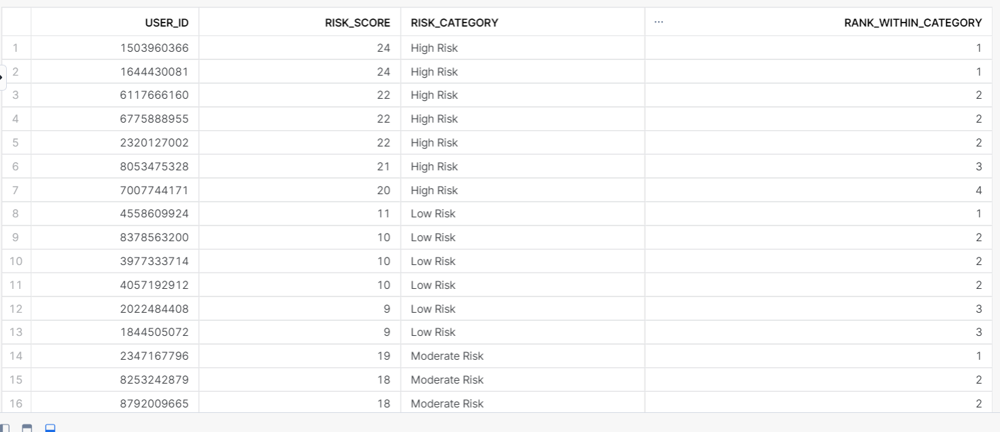 USER_ID RISK_SCORE RISK_CATEGORY ... RANK_WITHIN_CATEGORY
1 1503960366 24 High Risk 1
2 1644430081 24 High Risk 1
3 6117666160 22 High Risk 2
4 6775888955 22 High Risk 2
5 2320127002 22 High Risk 2
6 8053475328 21 High Risk 3
7 7007744171 20 High Risk 4
8 4558609924 11 Low Risk 1
9 8378563200 10 Low Risk 2
10 3977333714 10 Low Risk 2
11 4057192912 10 Low Risk 2
12 2022484408 9 Low Risk 3
13 1844505072 9 Low Risk 3
14 2347167796 19 Moderate Risk 1
15 8253242879 18 Moderate Risk 2
16 8792009665 18 Moderate Risk 2